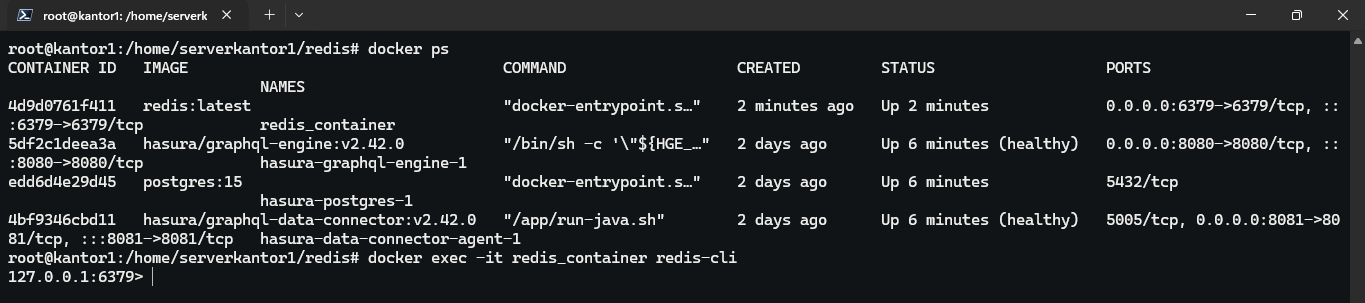 root@kantor1: /home/serverk
root@kantor1:/home/serverkantor1/redis# docker ps
CONTAINER ID   IMAGE                                   COMMAND                  CREATED         STATUS                   PORTS
                            NAMES
4d9d0761f411   redis:latest                            "docker-entrypoint.s…"   2 minutes ago   Up 2 minutes             0.0.0.0:6379->6379/tcp, ::
:6379->6379/tcp             redis_container
5df2c1deea3a   hasura/graphql-engine:v2.42.0           "/bin/sh -c '\"${HGE_…"   2 days ago      Up 6 minutes (healthy)   0.0.0.0:8080->8080/tcp, ::
:8080->8080/tcp             hasura-graphql-engine-1
edd6d4e29d45   postgres:15                             "docker-entrypoint.s…"   2 days ago      Up 6 minutes             5432/tcp
                            hasura-postgres-1
4bf9346cbd11   hasura/graphql-data-connector:v2.42.0   "/app/run-java.sh"       2 days ago      Up 6 minutes (healthy)   5005/tcp, 0.0.0.0:8081->80
81/tcp, :::8081->8081/tcp   hasura-data-connector-agent-1
root@kantor1:/home/serverkantor1/redis# docker exec -it redis_container redis-cli
127.0.0.1:6379>